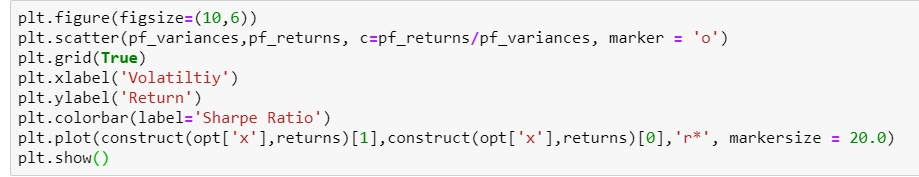 plt.figure(figsize=(10,6))
plt.scatter(pf_variances,pf_returns, c=pf_returns/pf_variances, marker = 'o')
plt.grid(True)
plt.xlabel('Volatiltiy')
plt.ylabel('Return')
plt.colorbar(label='Sharpe Ratio')
plt.plot(construct(opt['x'],returns)[1],construct(opt['x'],returns)[0],'r*', markersize = 20.0)
plt.show()